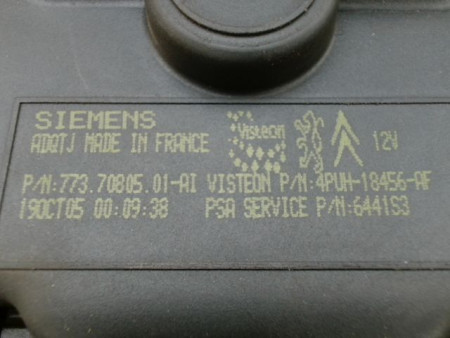 SIEMENS
ADQTJ MADE IN FRANCE Visteon 12V
P/N:773.70805.01-AI VISTEON P/N:4PUH-18456-AF
19OCT05 00:09:38 PSA SERVICE P/N:6441S3